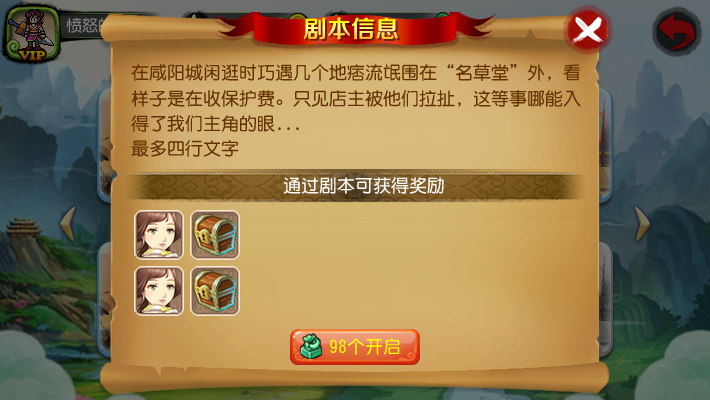 愤怒的
VIP
剧本信息
在咸阳城闲逛时巧遇几个地痞流氓围在“名草堂”外，看
样子是在收保护费。只见店主被他们拉扯，这等事哪能入
得了我们主角的眼...
最多四行文字
通过剧本可获得奖励
98个开启